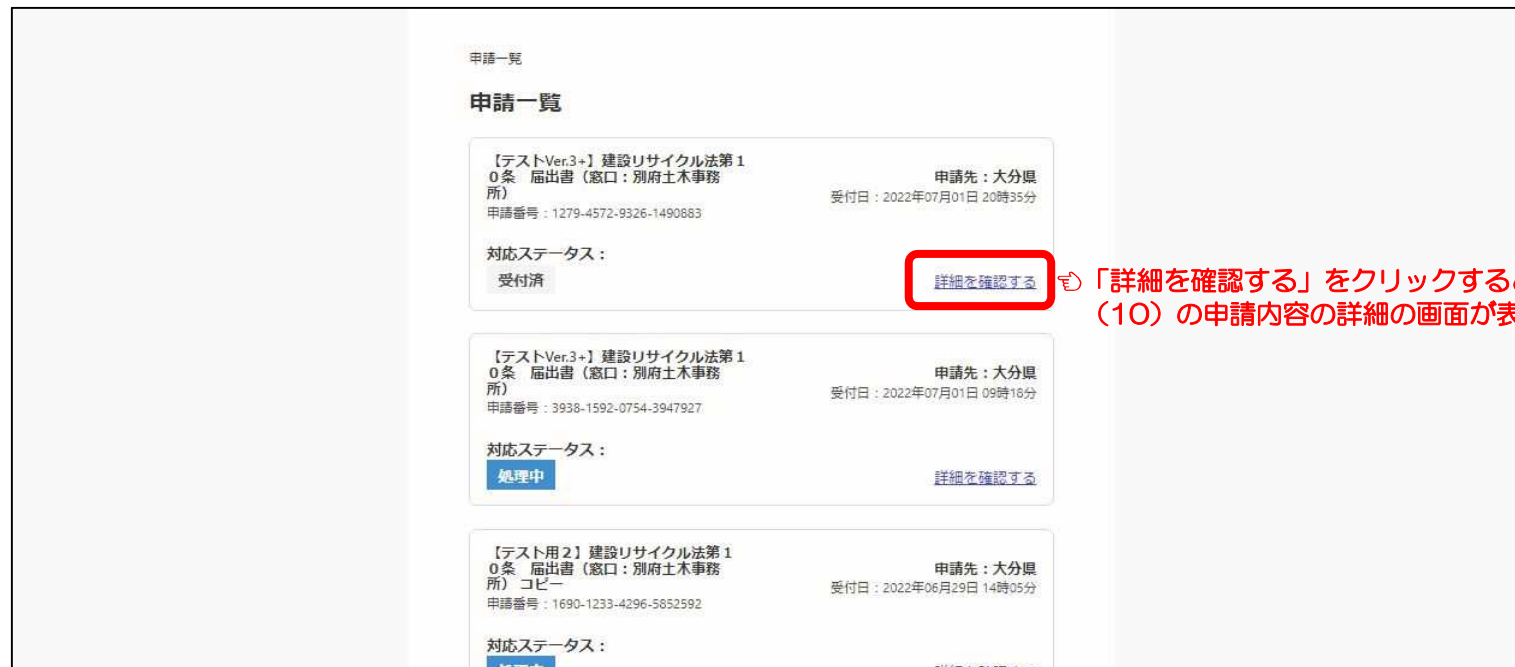 申請一覧
申請一覧
【テストVer.3+】建設リサイクル法第１
０条　届出書（窓口：別府土木事務
所）
申請番号：1279-4572-9326-1490883
申請先：大分県
受付日：2022年07月01日 20時35分
対応ステータス：
受付済
詳細を確認する
☜「詳細を確認する」をクリックする
（10）の申請内容の詳細の画面が表
【テストVer.3+】建設リサイクル法第１
０条　届出書（窓口：別府土木事務
所）
申請番号：3938-1592-0754-3947927
申請先：大分県
受付日：2022年07月01日 09時18分
対応ステータス：
処理中
詳細を確認する
【テスト用２】建設リサイクル法第１
０条　届出書（窓口：別府土木事務
所） コピー
申請番号：1690-1233-4296-5852592
申請先：大分県
受付日：2022年06月29日 14時05分
対応ステータス：